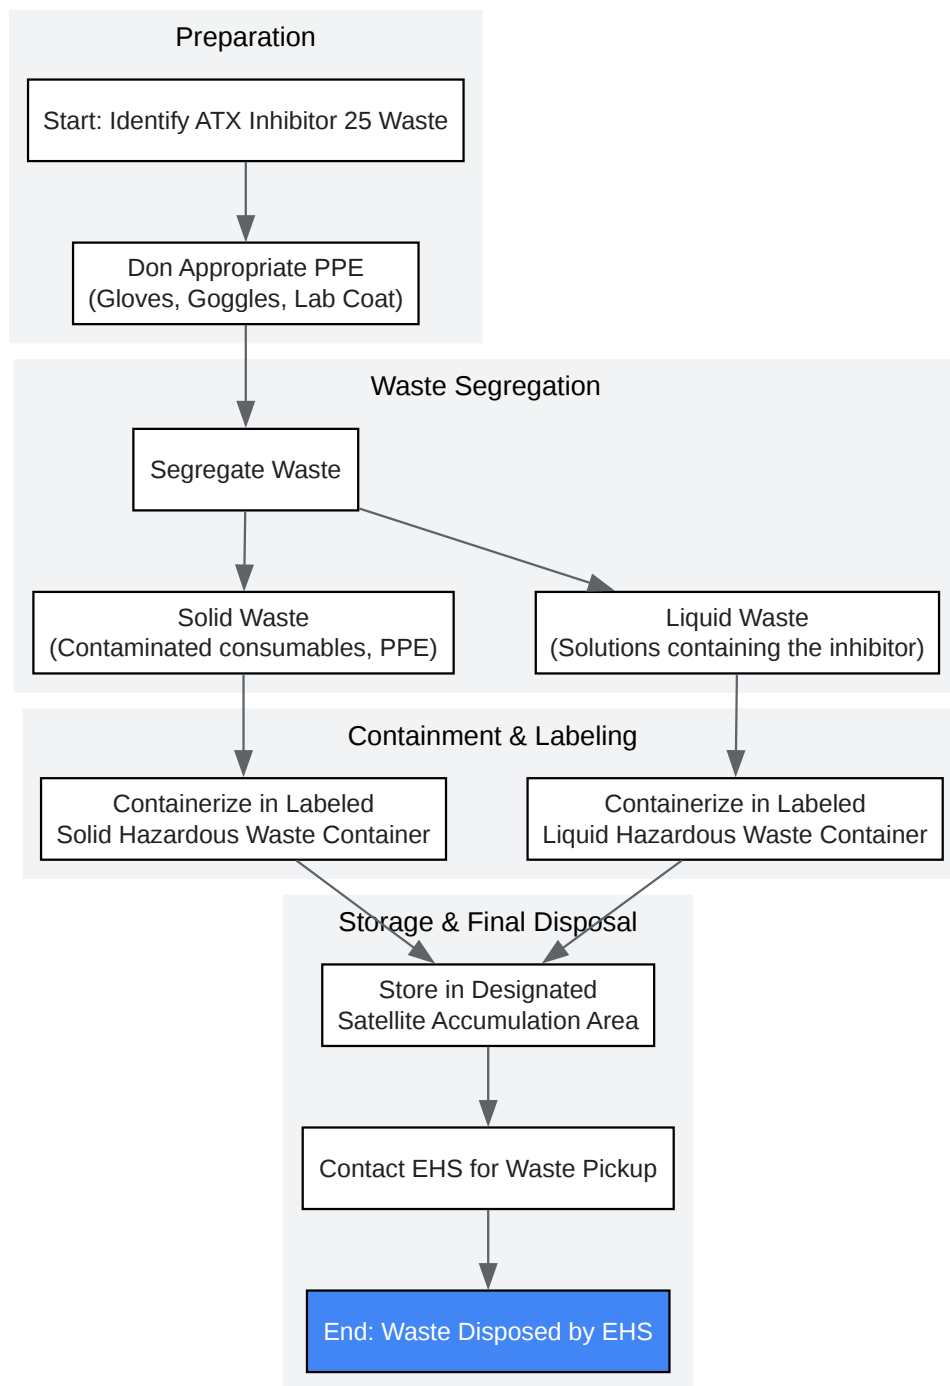 Preparation
Start: Identify ATX Inhibitor 25 Waste
Don Appropriate PPE
(Gloves, Goggles, Lab Coat)
Waste Segregation
Segregate Waste
Solid Waste
(Contaminated consumables, PPE)
Liquid Waste
(Solutions containing the inhibitor)
Containment & Labeling
Containerize in Labeled
Solid Hazardous Waste Container
Containerize in Labeled
Liquid Hazardous Waste Container
Storage & Final Disposal
Store in Designated
Satellite Accumulation Area
Contact EHS for Waste Pickup
End: Waste Disposed by EHS